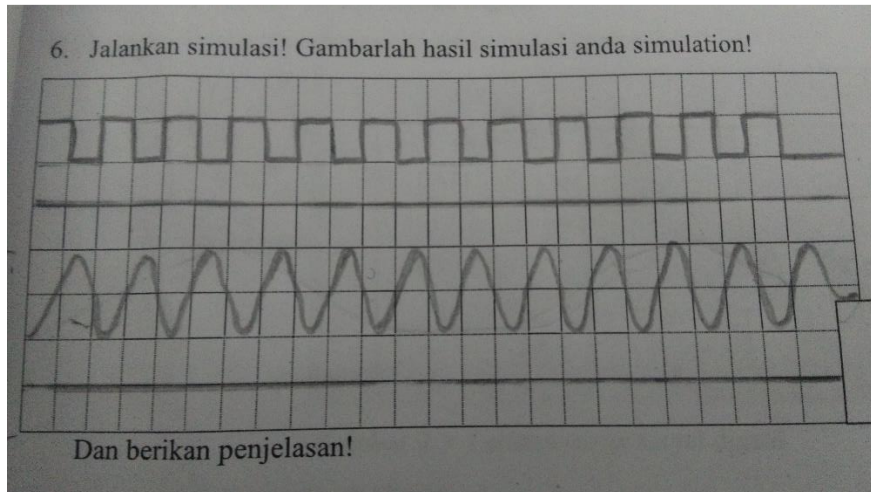 6. Jalankan simulasi! Gambarlah hasil simulasi anda simulation!
Dan berikan penjelasan!